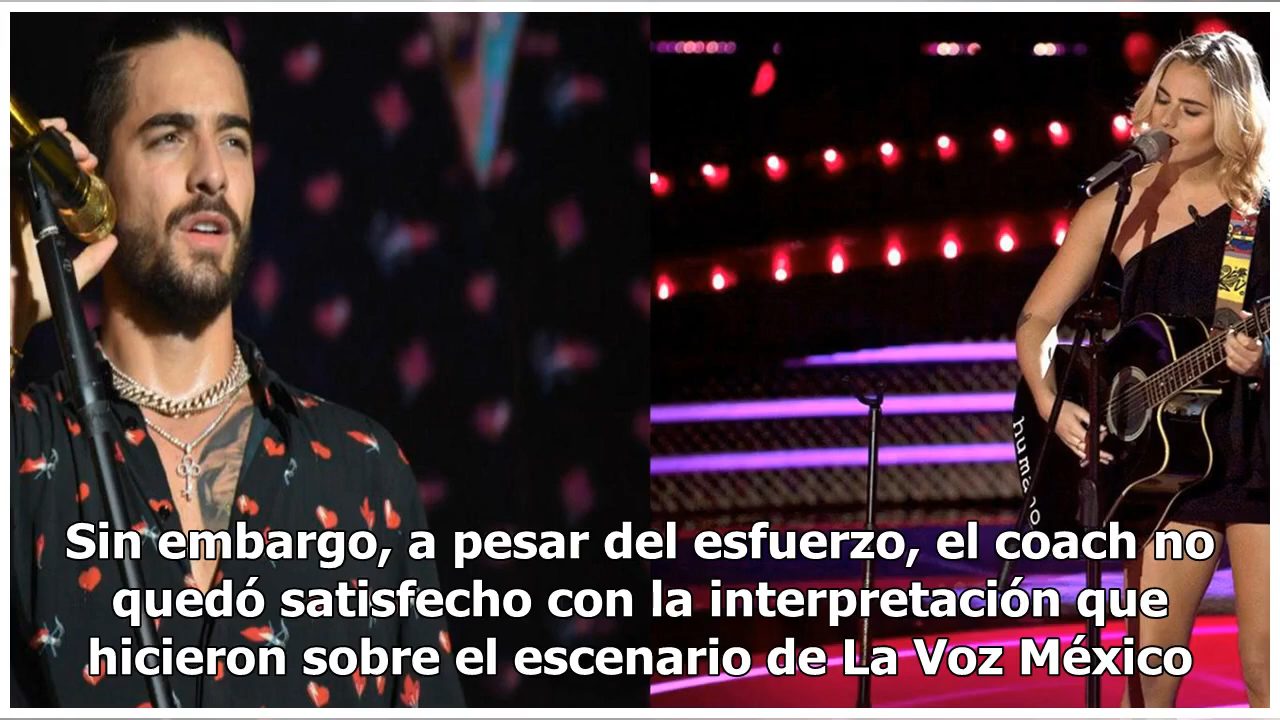 humano
Sin embargo, a pesar del esfuerzo, el coach no
quedó satisfecho con la interpretación que
hicieron sobre el escenario de La Voz México